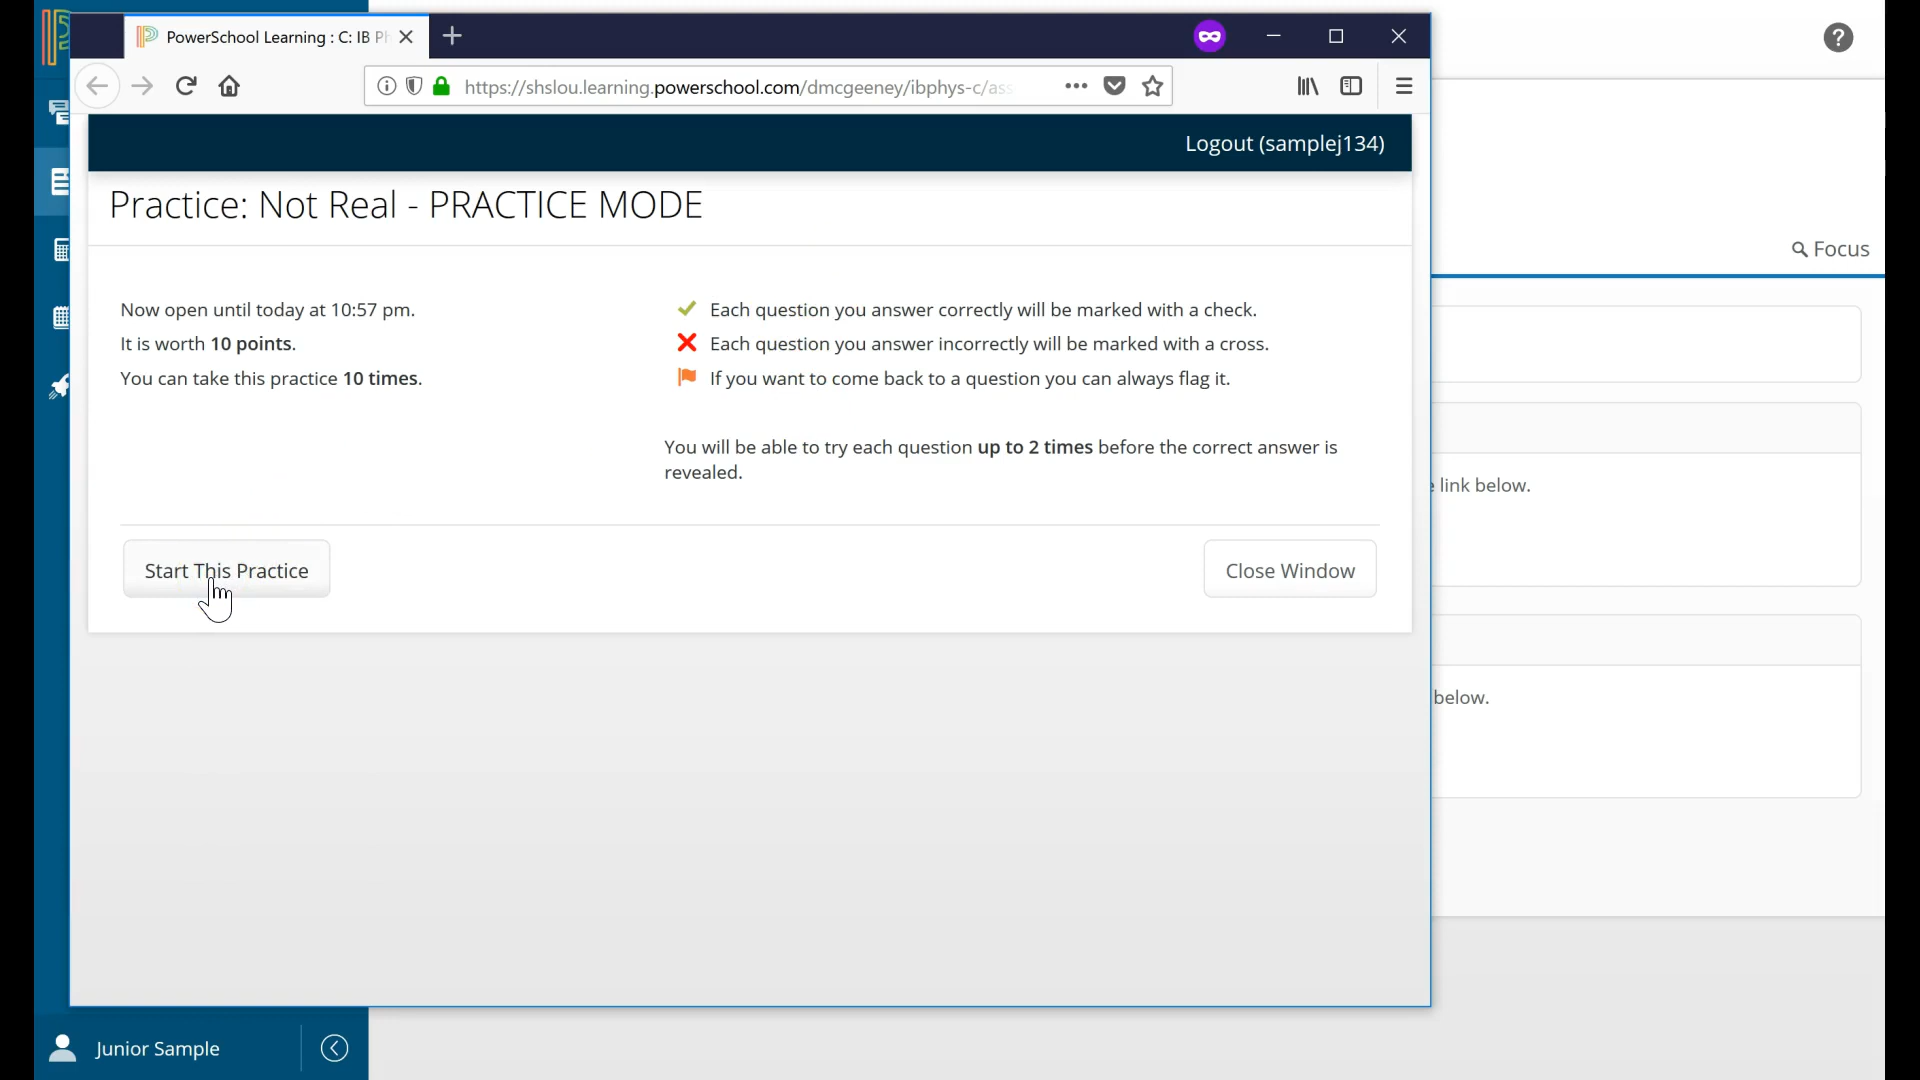 PowerSchool Learning : C: IB Ph
https://shslou.learning.powerschool.com/dmcgeeney/ibphys-c/ass
Logout (samplej134)
Practice: Not Real - PRACTICE MODE
Focus
Now open until today at 10:57 pm.
It is worth 10 points.
You can take this practice 10 times.
Each question you answer correctly will be marked with a check.
Each question you answer incorrectly will be marked with a cross.
If you want to come back to a question you can always flag it.
You will be able to try each question up to 2 times before the correct answer is
revealed.
link below.
Start This Practice
Close Window
below.
Junior Sample